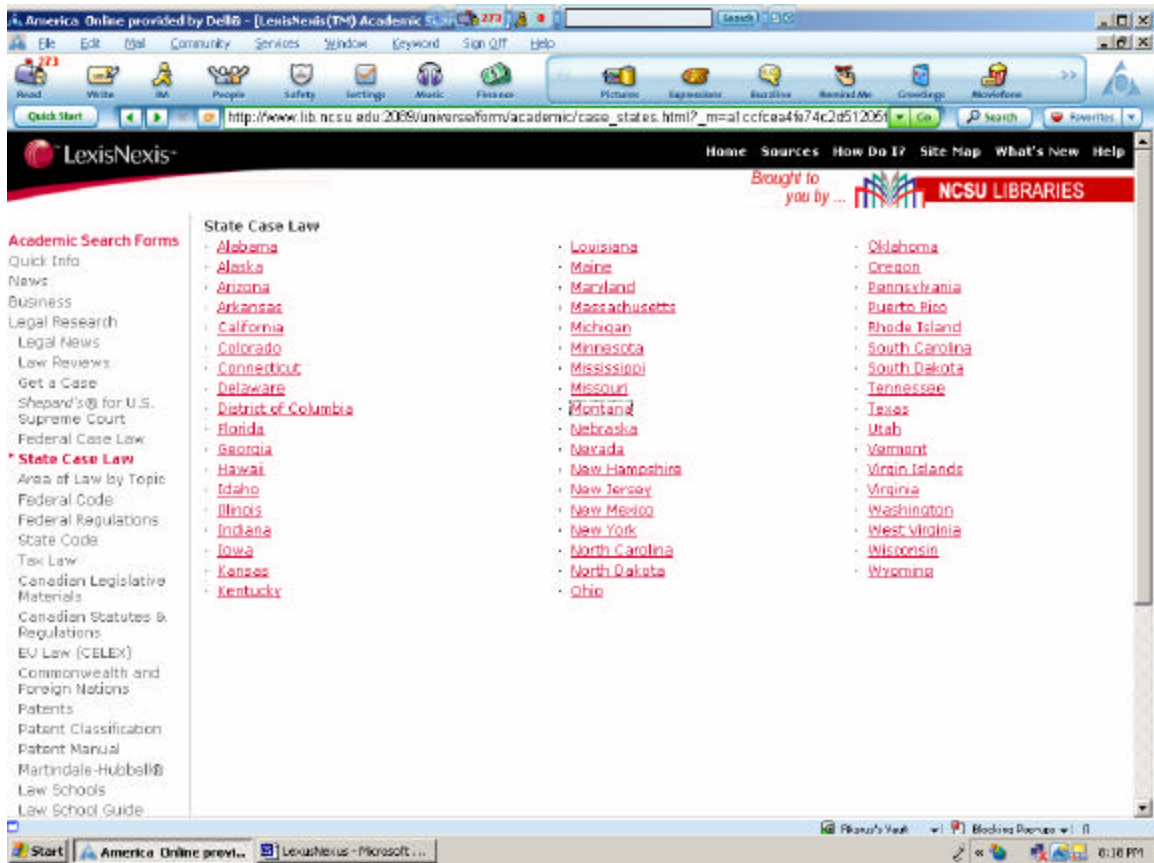 America Online provided by Dell® - [LexisNexis(TM) Academic
273
0
Search
File Edit Mail Community Services Window Keyword Sign Off Help
273
Read Write IM People Safety Settings Music Finance Pictures Expressions Buzzline Remind Me Greetings Moviefone
Quick Start
http://www.lib.ncsu.edu:2089/universe/form/academic/case_states.html?_m=a1ccfcea4fe74c2d51205f
Go
Search
Favorites
LexisNexis™
Home Sources How Do I? Site Map What's New Help
Brought to
you by ...
NCSU LIBRARIES
Academic Search Forms
Quick Info
News
Business
Legal Research
Legal News
Law Reviews
Get a Case
Shepard's® for U.S.
Supreme Court
Federal Case Law
State Case Law
Area of Law by Topic
Federal Code
Federal Regulations
State Code
Tax Law
Canadian Legislative
Materials
Canadian Statutes &
Regulations
EU Law (CELEX)
Commonwealth and
Foreign Nations
Patents
Patent Classification
Patent Manual
Martindale-Hubbell®
Law Schools
Law School Guide
State Case Law
Alabama
Alaska
Arizona
Arkansas
California
Colorado
Connecticut
Delaware
District of Columbia
Florida
Georgia
Hawaii
Idaho
Illinois
Indiana
Iowa
Kansas
Kentucky
Louisiana
Maine
Maryland
Massachusetts
Michigan
Minnesota
Mississippi
Missouri
Montana
Nebraska
Nevada
New Hampshire
New Jersey
New Mexico
New York
North Carolina
North Dakota
Ohio
Oklahoma
Oregon
Pennsylvania
Puerto Rico
Rhode Island
South Carolina
South Dakota
Tennessee
Texas
Utah
Vermont
Virgin Islands
Virginia
Washington
West Virginia
Wisconsin
Wyoming
Vault
Blocking Pop-ups
Start
America Online provi...
LexusNexus - Microsoft ...
8:18 PM